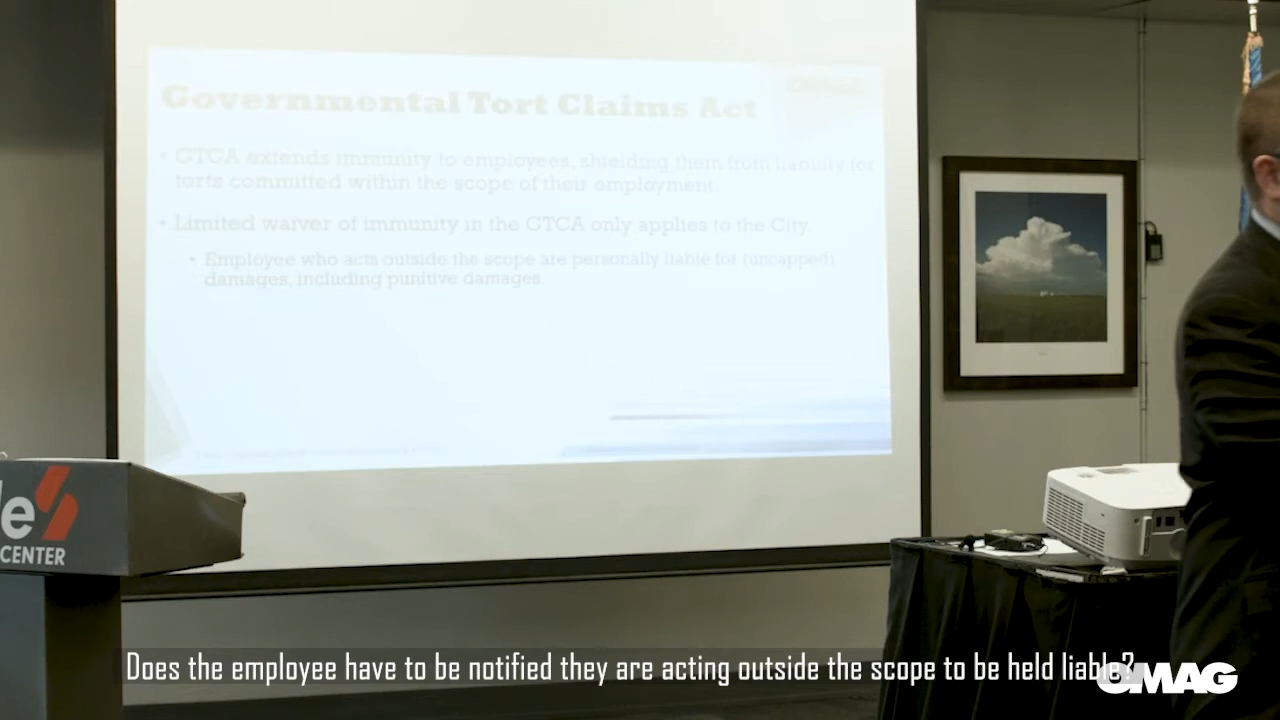 Governmental Tort Claims Act
• GTCA extends immunity to employees, shielding them from liability for
torts committed within the scope of their employment.
• Limited waiver of immunity in the GTCA only applies to the City.
• Employee who acts outside the scope are personally liable for (uncapped)
damages, including punitive damages.
e
CENTER
Does the employee have to be notified they are acting outside the scope to be held liable?
OMAG